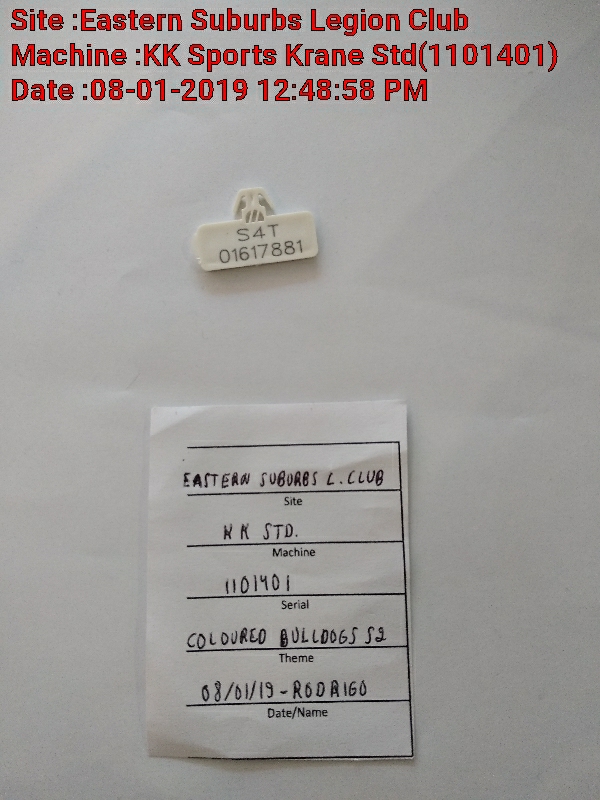 Site :Eastern Suburbs Legion Club
Machine :KK Sports Krane Std(1101401)
Date :08-01-2019 12:48:58 PM
S4T
01617881
EASTERN SUBURBS L. CLUB
Site
KK STD.
Machine
1101401
Serial
COLOURED BULLDOGS S2
Theme
08/01/19-RODRIGO
Date/Name